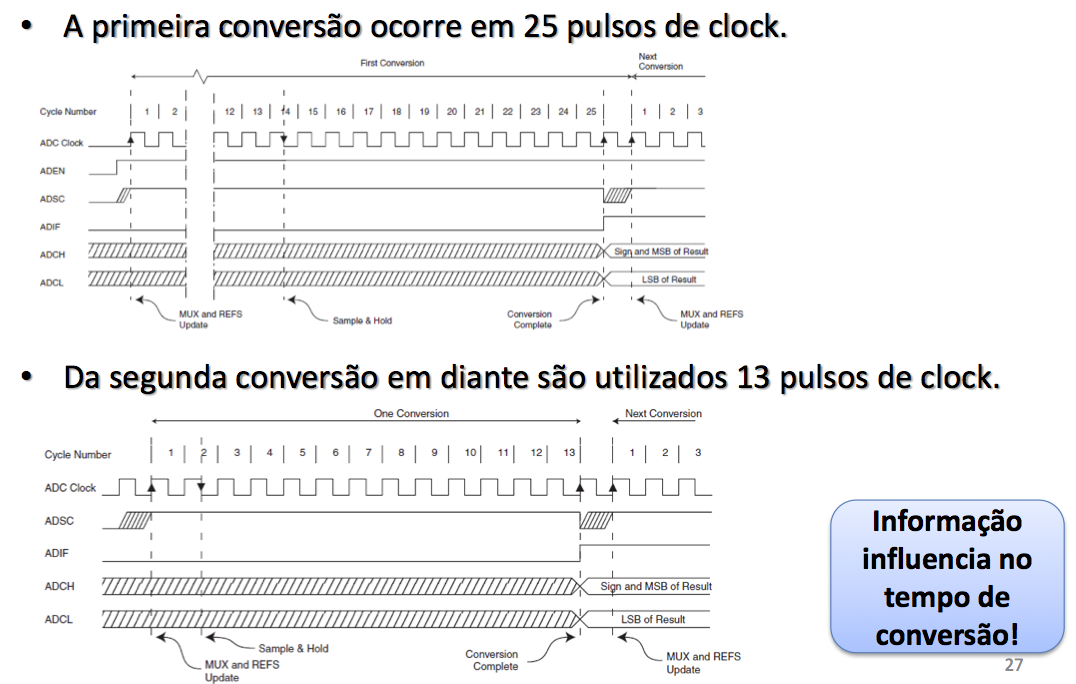 • A primeira conversão ocorre em 25 pulsos de clock.
First Conversion
Next
Conversion
Cycle Number 1 2 12 13 14 15 16 17 18 19 20 21 22 23 24 25 1 2 3
ADC Clock
ADEN
ADSC
ADIF
ADCH Sign and MSB of Result
ADCL LSB of Result
MUX and REFS
Update
Sample & Hold
Conversion
Complete
MUX and REFS
Update
• Da segunda conversão em diante são utilizados 13 pulsos de clock.
One Conversion Next Conversion
Cycle Number 1 2 3 4 5 6 7 8 9 10 11 12 13 1 2 3
ADC Clock
ADSC
ADIF
ADCH Sign and MSB of Result
ADCL LSB of Result
Sample & Hold
MUX and REFS
Update
Conversion
Complete
MUX and REFS
Update
Informação
influencia no
tempo de
conversão!
27